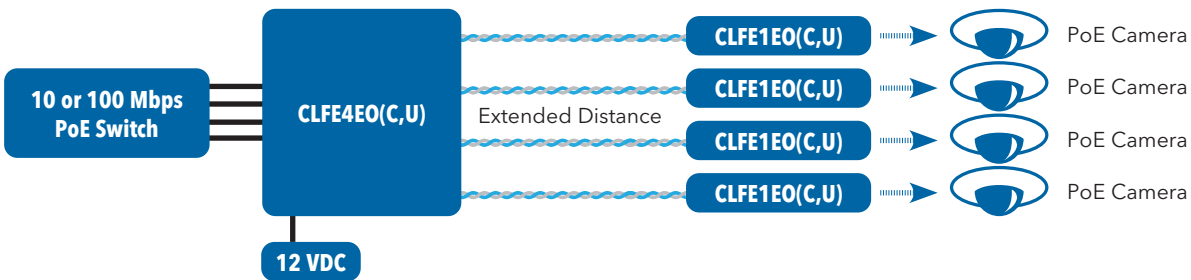 CLFE1EO(C,U)
PoE Camera
CLFE1EO(C,U)
PoE Camera
10 or 100 Mbps
PoE Switch
CLFE4EO(C,U)
Extended Distance
CLFE1EO(C,U)
PoE Camera
CLFE1EO(C,U)
PoE Camera
12 VDC